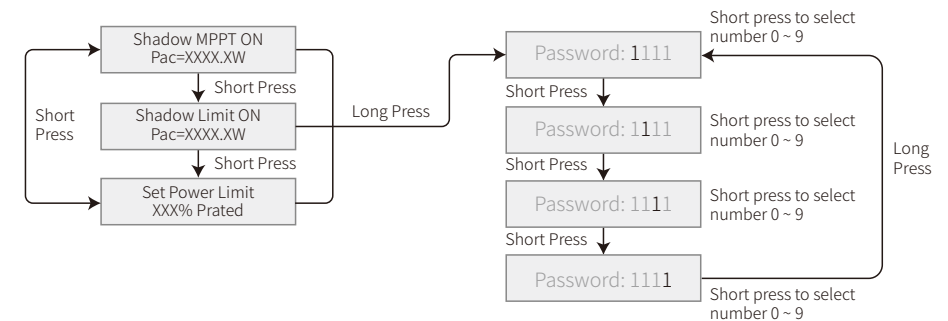 Shadow MPPT ON
Pac=XXXX.XW
Short Press
Shadow Limit ON
Pac=XXXX.XW
Short Press
Set Power Limit
XXX% Prated
Short
Press
Long Press
Password: 1111
Short press to select
number 0 ~ 9
Short Press
Password: 1111
Short press to select
number 0 ~ 9
Short Press
Password: 1111
Short press to select
number 0 ~ 9
Short Press
Password: 1111
Short press to select
number 0 ~ 9
Long
Press